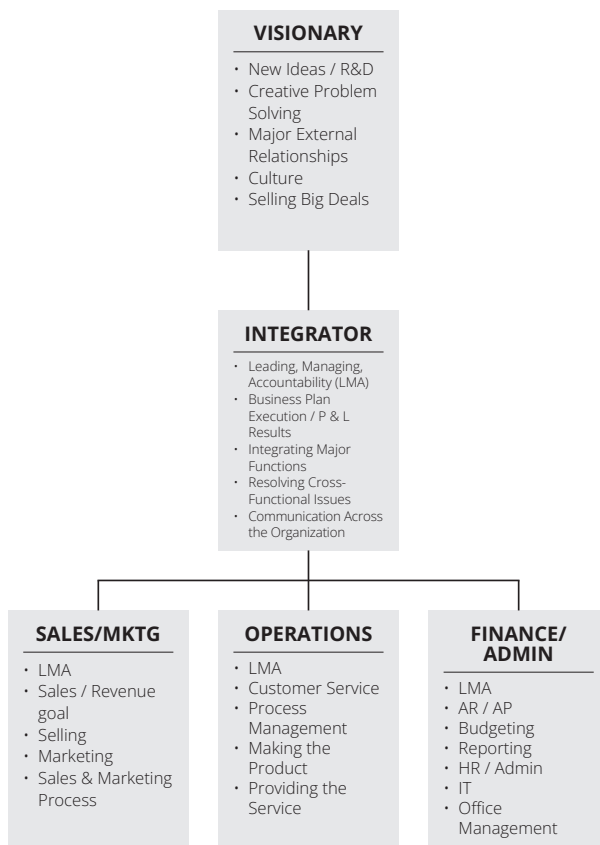 VISIONARY
• New Ideas / R&D
• Creative Problem
Solving
• Major External
Relationships
• Culture
• Selling Big Deals
INTEGRATOR
• Leading, Managing,
Accountability (LMA)
• Business Plan
Execution / P & L
Results
• Integrating Major
Functions
• Resolving Cross-
Functional Issues
• Communication Across
the Organization
SALES/MKTG
• LMA
• Sales / Revenue
goal
• Selling
• Marketing
• Sales & Marketing
Process
OPERATIONS
• LMA
• Customer Service
• Process
Management
• Making the
Product
• Providing the
Service
FINANCE/
ADMIN
• LMA
• AR / AP
• Budgeting
• Reporting
• HR / Admin
• IT
• Office
Management